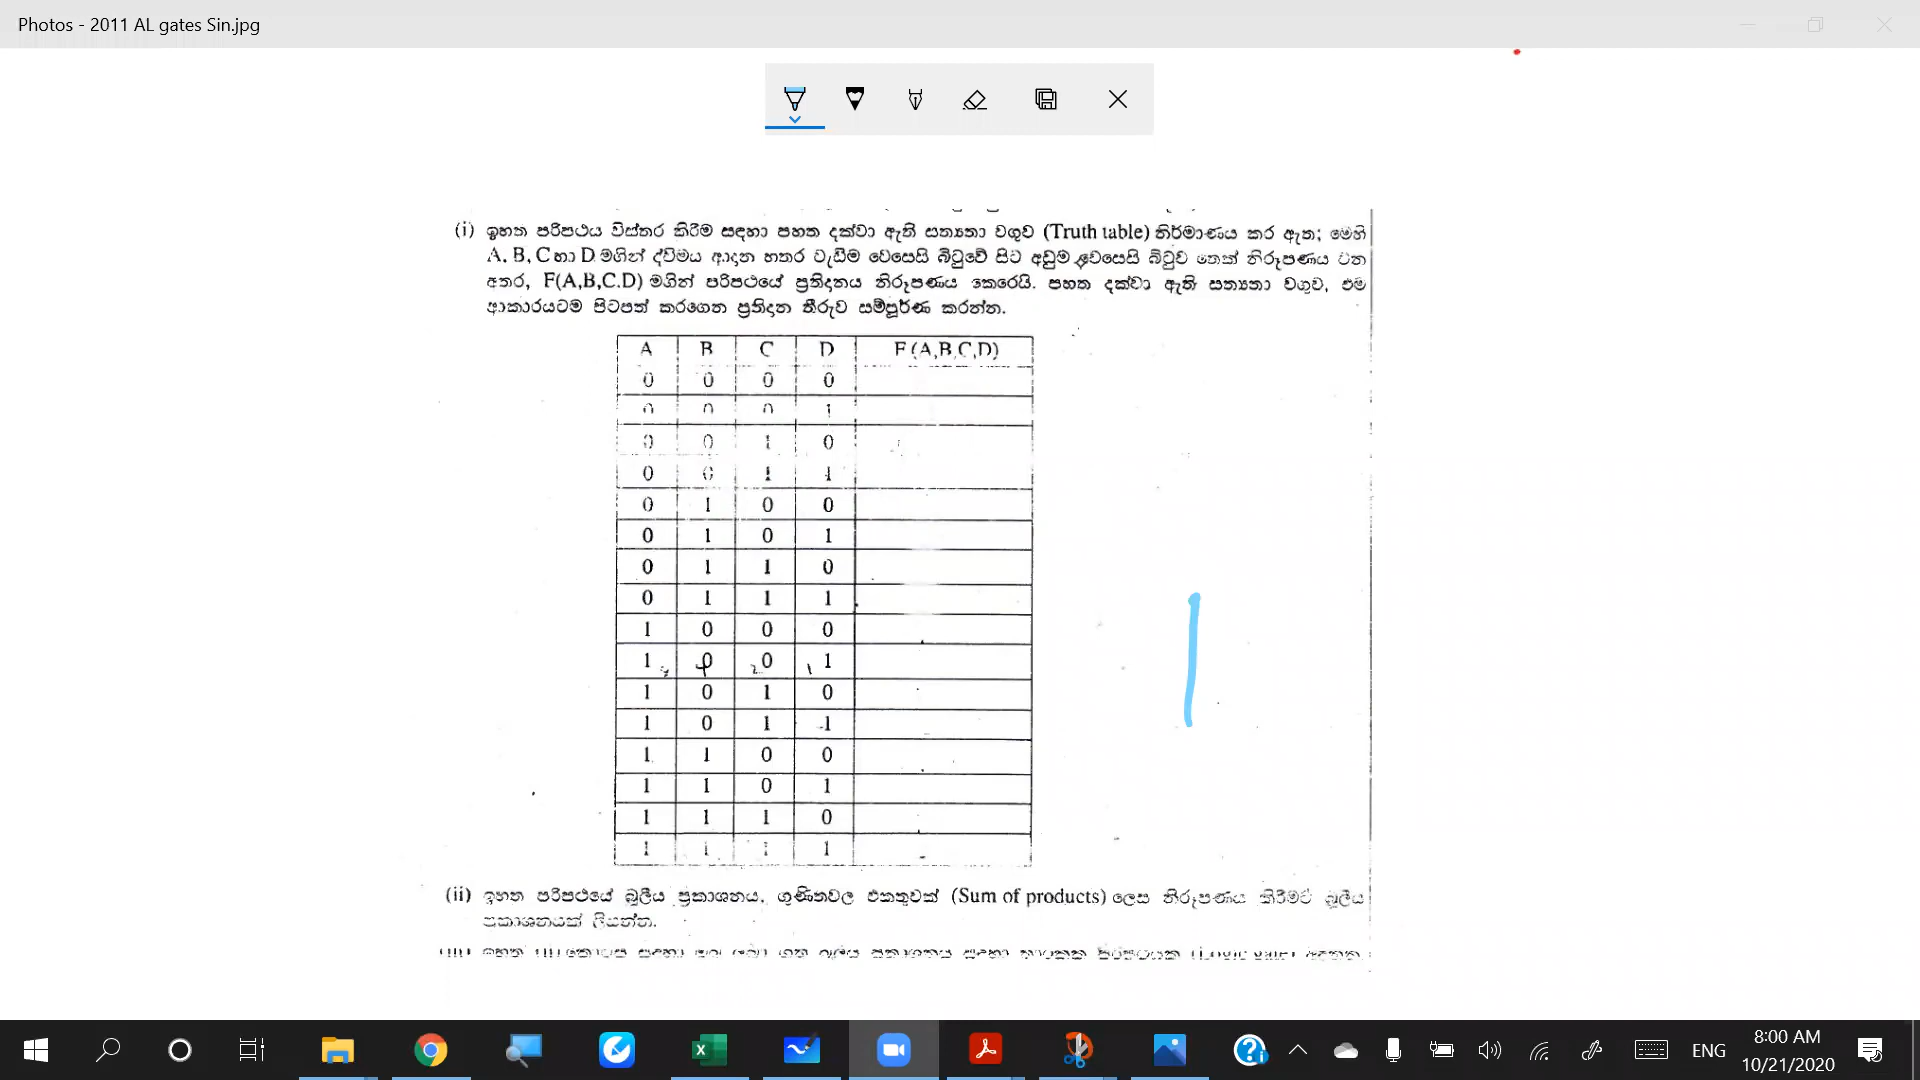 Photos - 2011 AL gates Sin.jpg
(i) ඉහත පරිපථය විස්තර කිරීම සඳහා පහත දක්වා ඇති සත්‍යතා වගුව (Truth table) නිර්මාණය කර ඇත; මෙහි
A, B, C හා D මගින් ද්විමය ආදාන හතර වැඩිම වෙසෙසි බිටුවේ සිට අඩුම වෙසෙසි බිටුව තෙක් නිරූපණය වන
අතර, F(A,B,C.D) මගින් පරිපථයේ ප්‍රතිදානය නිරූපණය කෙරෙයි. පහත දක්වා ඇති සත්‍යතා වගුව, එම
ආකාරයටම පිටපත් කරගෙන ප්‍රතිදාන තීරුව සම්පූර්ණ කරන්න.
A B C D F(A,B,C,D)
0 0 0 0
0 0 0 1
0 0 1 0
0 0 1 1
0 1 0 0
0 1 0 1
0 1 1 0
0 1 1 1
1 0 0 0
1 0 0 1
1 0 1 0
1 0 1 1
1 1 0 0
1 1 0 1
1 1 1 0
1 1 1 1
(ii) ඉහත පරිපථයේ බූලීය ප්‍රකාශනය, ගුණිතවල එකතුවක් (Sum of products) ලෙස නිරූපණය කිරීමට බූලීය
ප්‍රකාශනයක් ලියන්න.
ENG
8:00 AM
10/21/2020